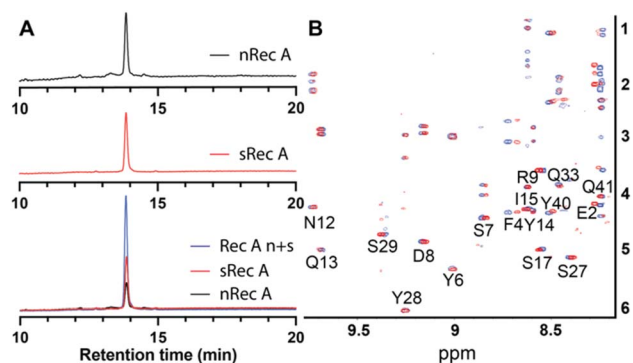 A
nRec A
10 15 20
sRec A
10 15 20
Rec A n+s
sRec A
nRec A
10 15 20
Retention time (min)
B
1
2
3
4
5
6
R9 Q33
I15 Q41
N12 F4 Y14 Y40 E2
S7
S29 D8
Q13 S17 S27
Y6
Y28
9.5 9 8.5
ppm